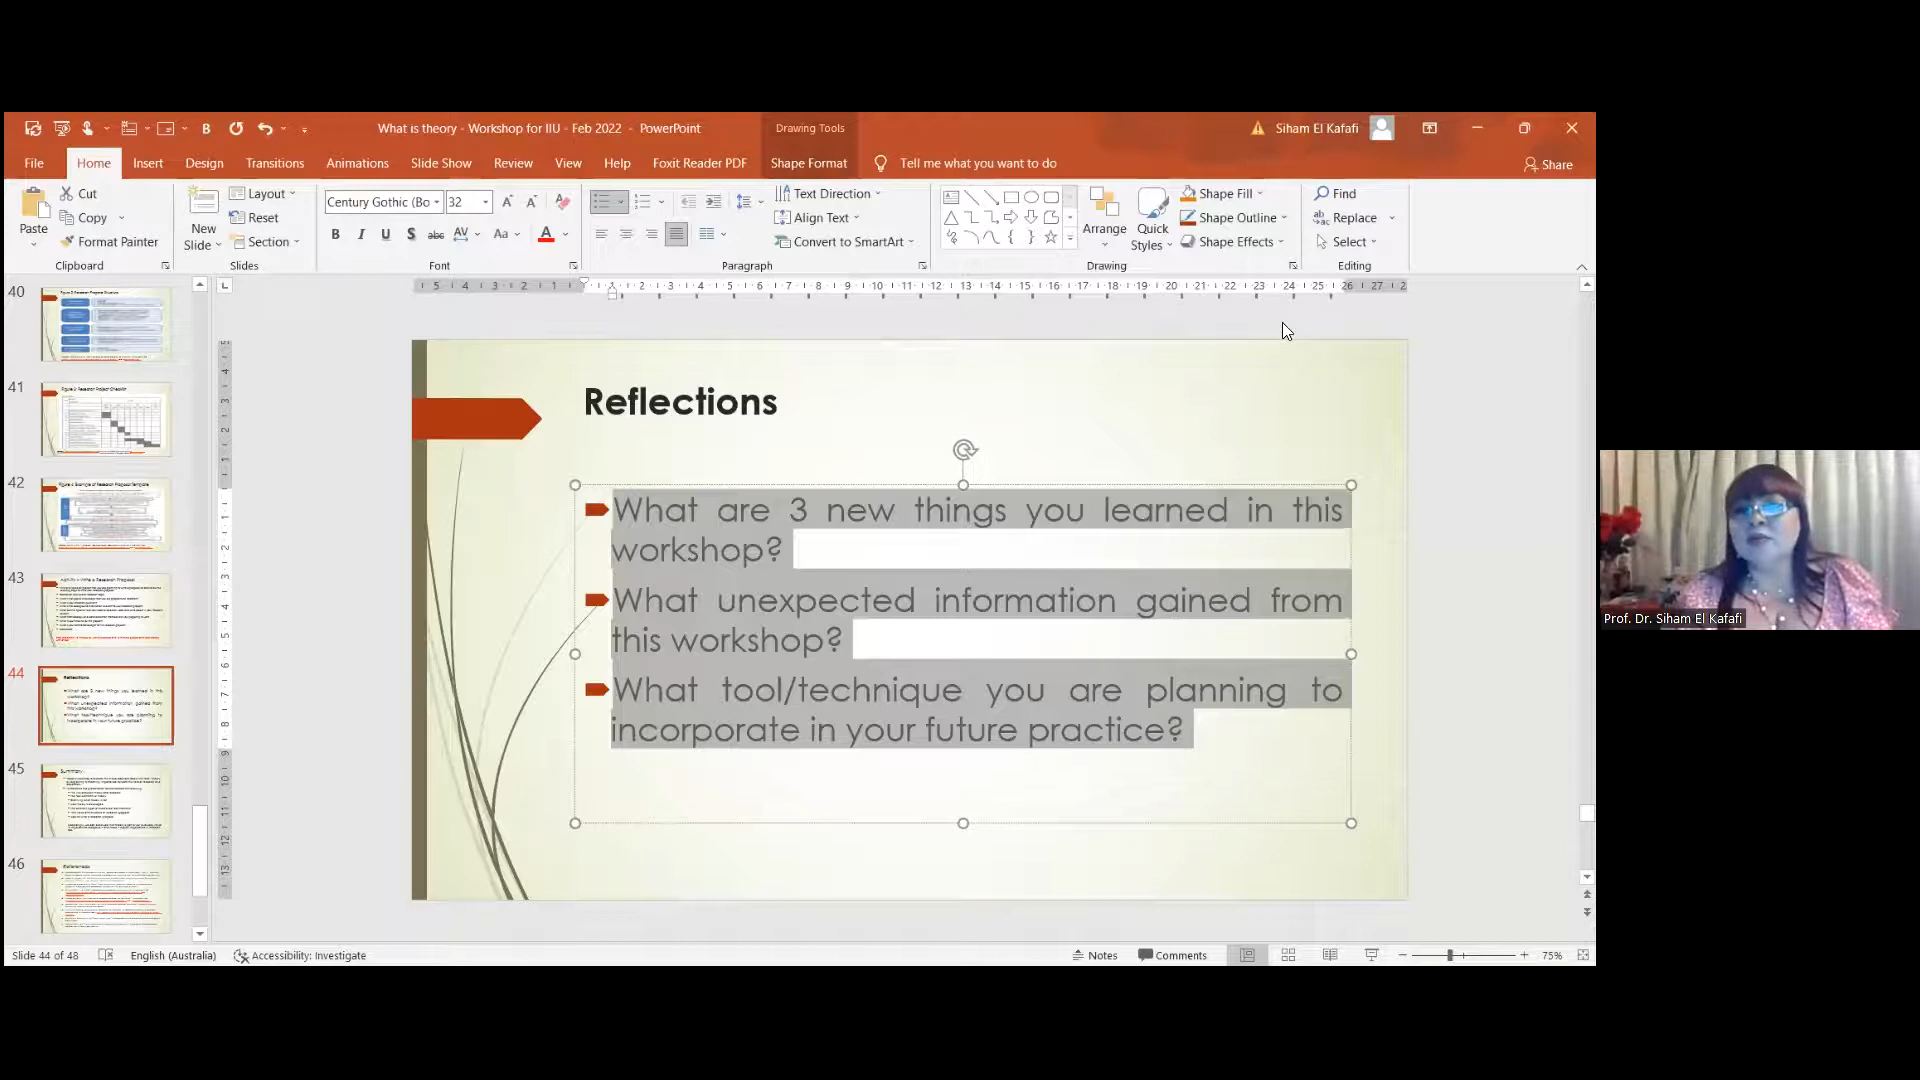 What is theory - Workshop for IIU - Feb 2022 - PowerPoint
Drawing Tools
Siham El Kafafi
File Home Insert Design Transitions Animations Slide Show Review View Help Foxit Reader PDF Shape Format Tell me what you want to do Share
Cut
Copy
Format Painter
Paste
Clipboard
New Slide
Layout
Reset
Section
Slides
Century Gothic (Bo 32
Font
Text Direction
Align Text
Convert to SmartArt
Paragraph
Arrange
Quick Styles
Shape Fill
Shape Outline
Shape Effects
Drawing
Find
Replace
Select
Editing
40
41
42
43
44
45
46
Reflections
What are 3 new things you learned in this
workshop?
What unexpected information gained from
this workshop?
What tool/technique you are planning to
incorporate in your future practice?
Prof. Dr. Siham El Kafafi
Slide 44 of 48 English (Australia) Accessibility: Investigate Notes Comments 75%